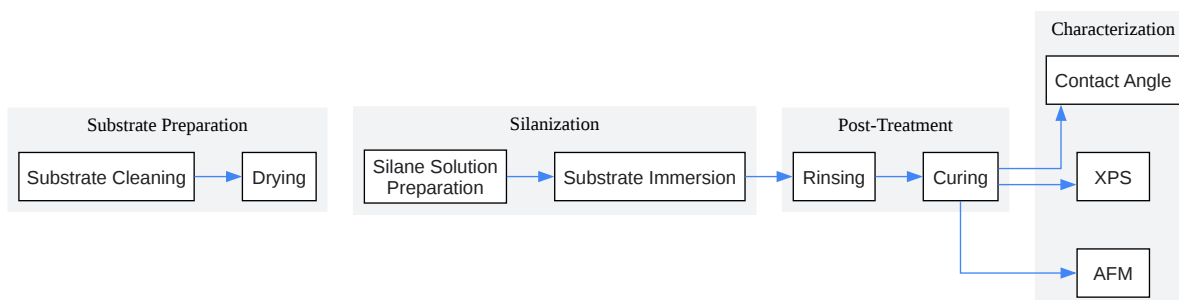 Substrate Preparation
Substrate Cleaning
Drying
Silanization
Silane Solution
Preparation
Substrate Immersion
Post-Treatment
Rinsing
Curing
Characterization
Contact Angle
XPS
AFM